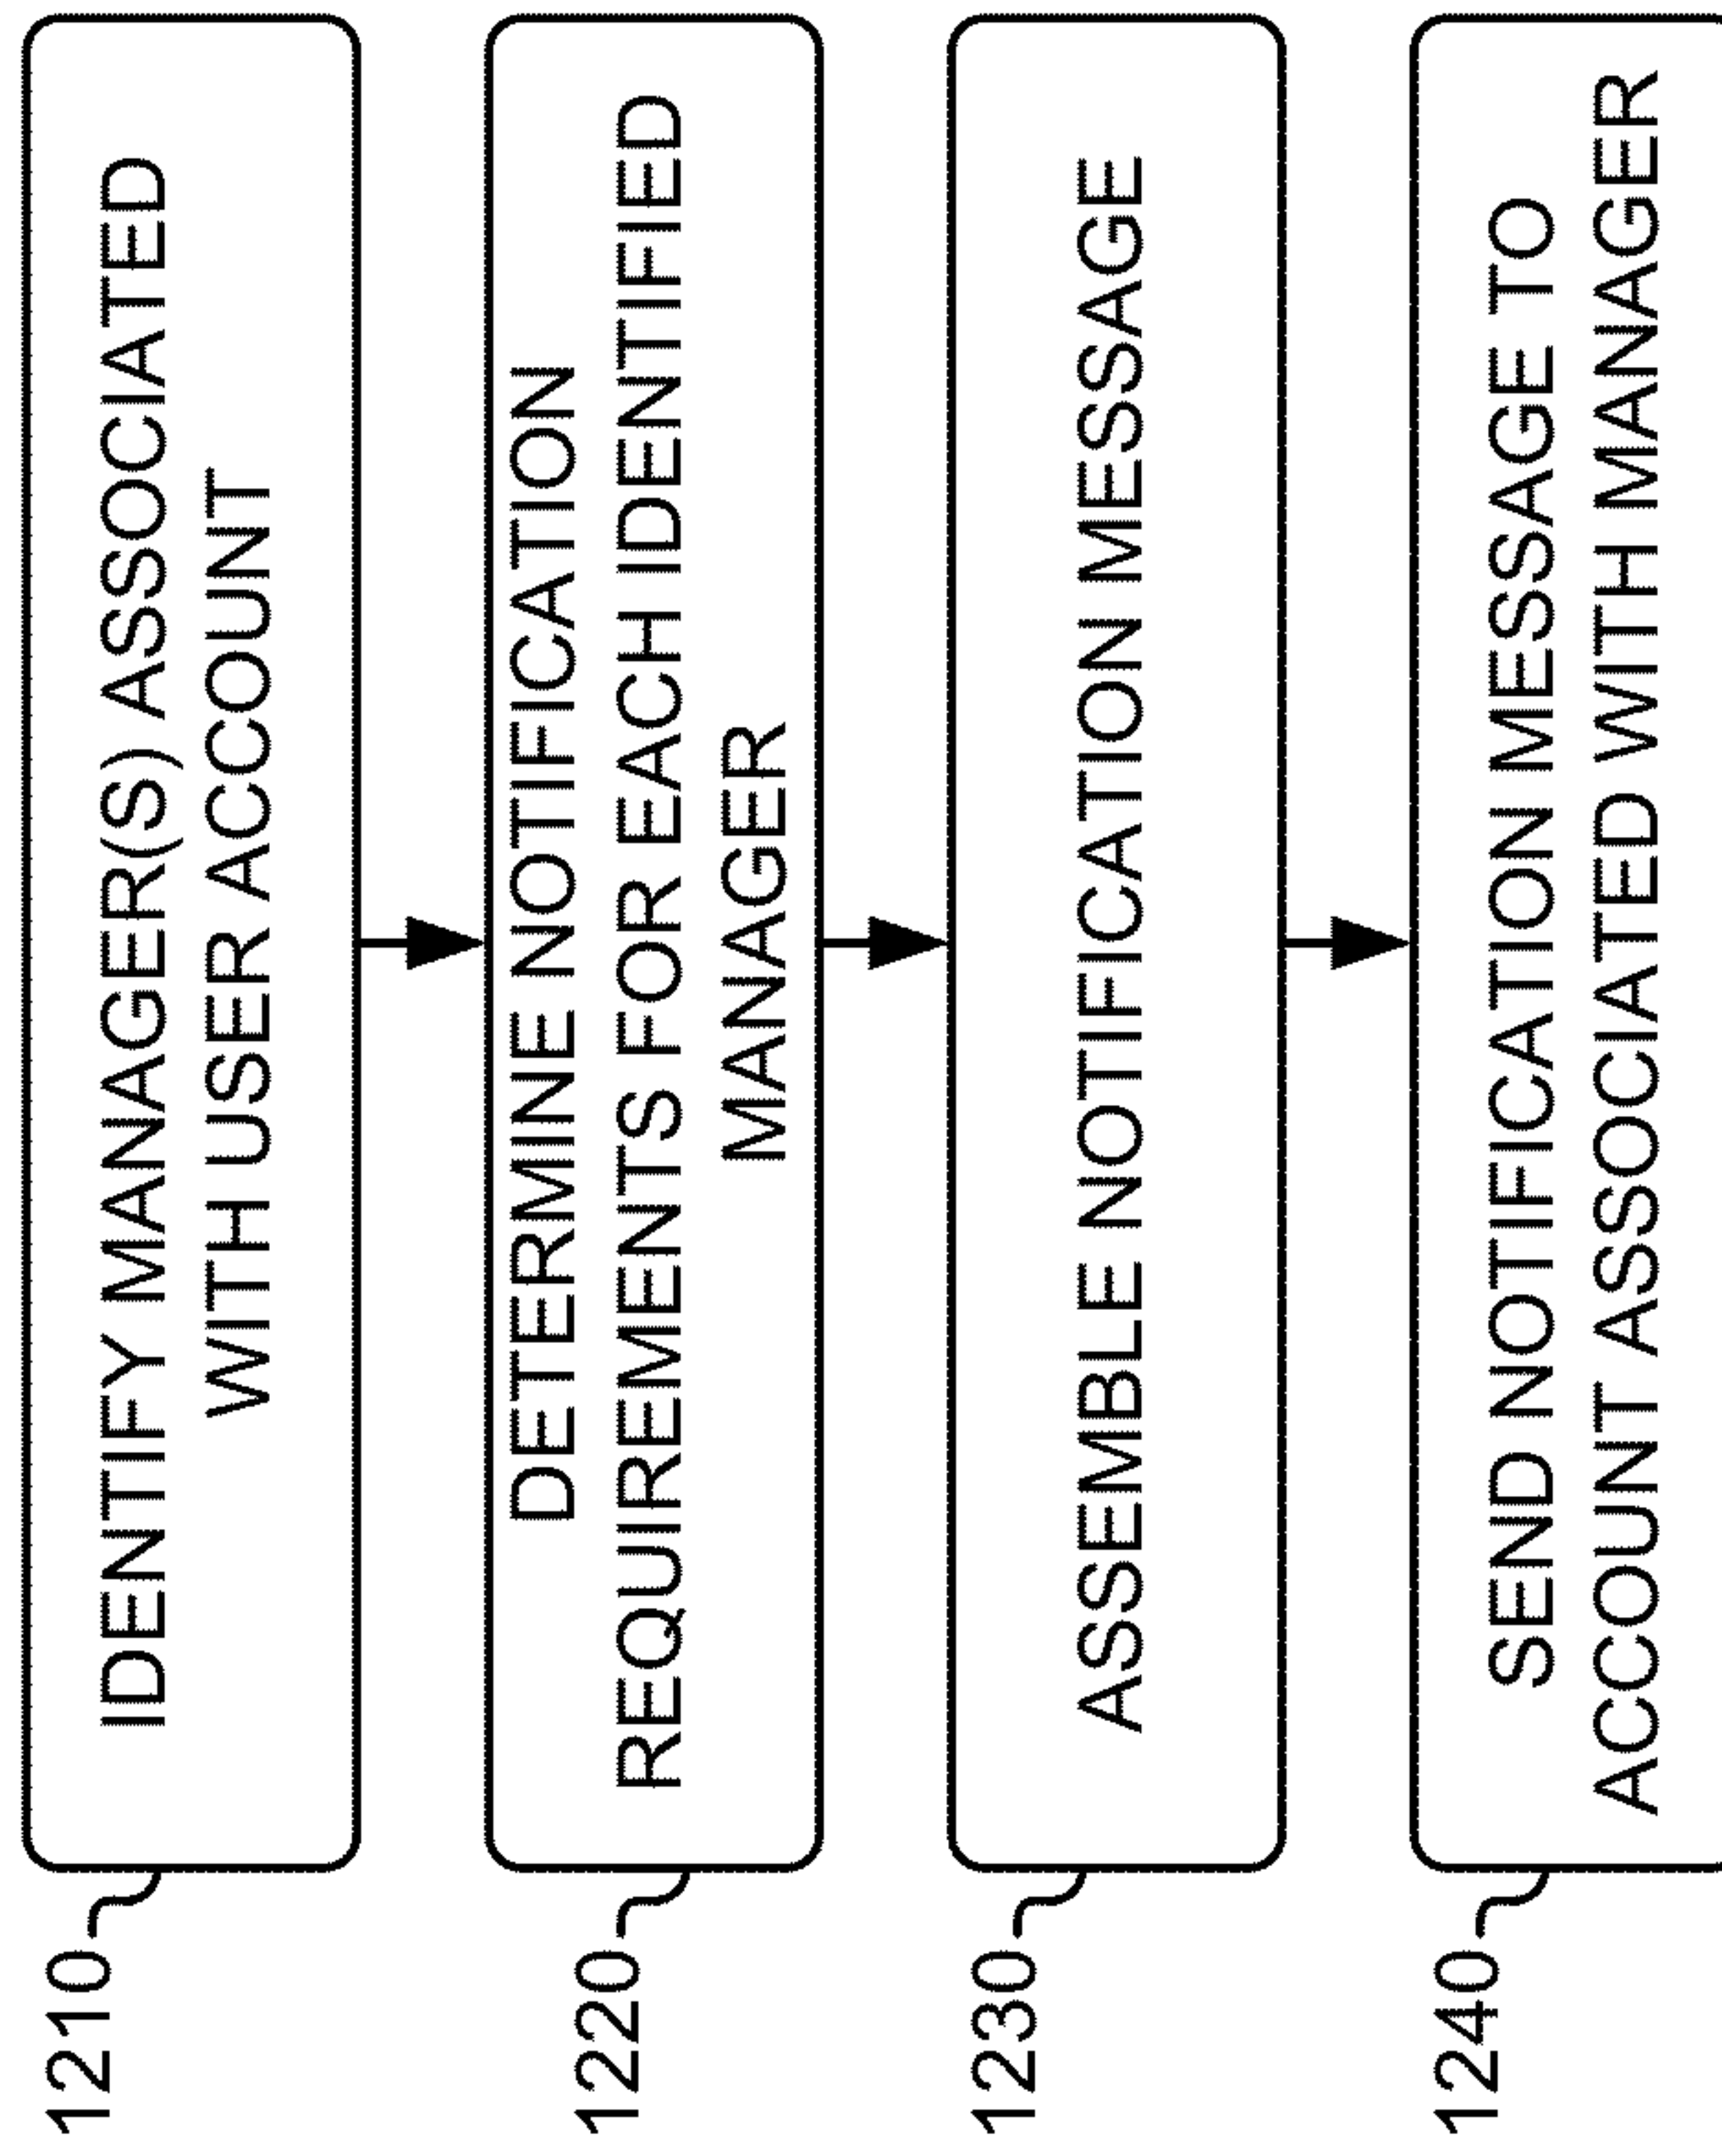 1210
IDENTIFY MANAGER(S) ASSOCIATED
WITH USER ACCOUNT
1220
DETERMINE NOTIFICATION
REQUIREMENTS FOR EACH IDENTIFIED
MANAGER
1230
ASSEMBLE NOTIFICATION MESSAGE
1240
SEND NOTIFICATION MESSAGE TO
ACCOUNT ASSOCIATED WITH MANAGER